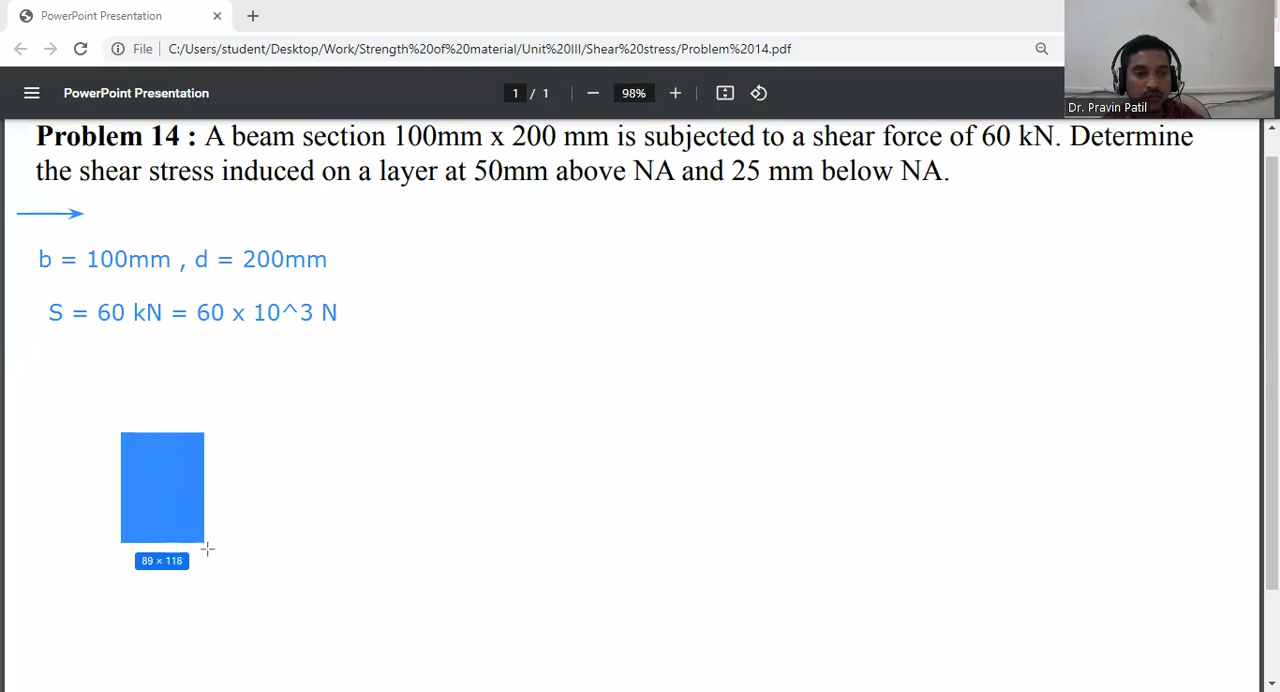 PowerPoint Presentation
File
C:/Users/student/Desktop/Work/Strength%20of%20material/Unit%20III/Shear%20stress/Problem%2014.pdf
PowerPoint Presentation
1 / 1
98%
Dr. Pravin Patil
Problem 14 : A beam section 100mm x 200 mm is subjected to a shear force of 60 kN. Determine
the shear stress induced on a layer at 50mm above NA and 25 mm below NA.
b = 100mm , d = 200mm
S = 60 kN = 60 x 10^3 N
89 × 116